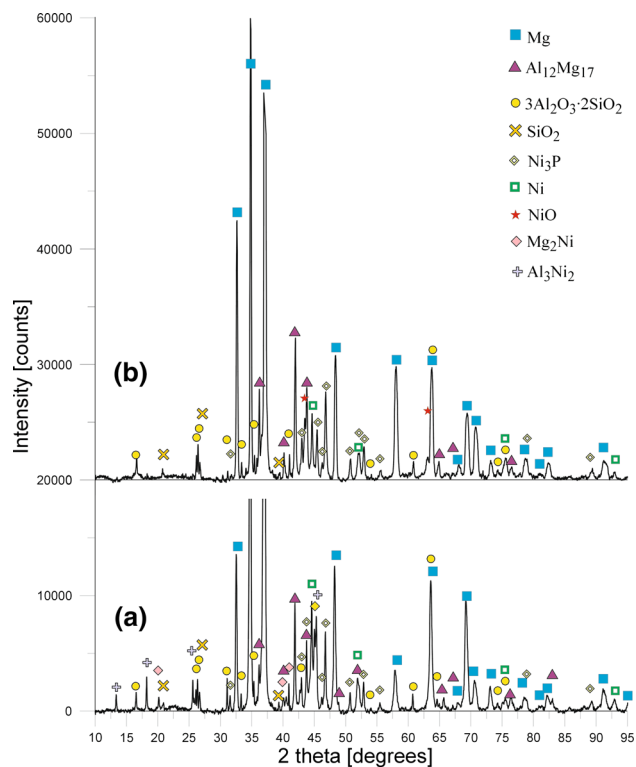 60000
50000
40000
30000
20000
10000
0
Intensity [counts]
Mg
Al₁₂Mg₁₇
3Al₂O₃·2SiO₂
SiO₂
Ni₃P
Ni
NiO
Mg₂Ni
Al₃Ni₂
(b)
(a)
10 15 20 25 30 35 40 45 50 55 60 65 70 75 80 85 90 95
2 theta [degrees]